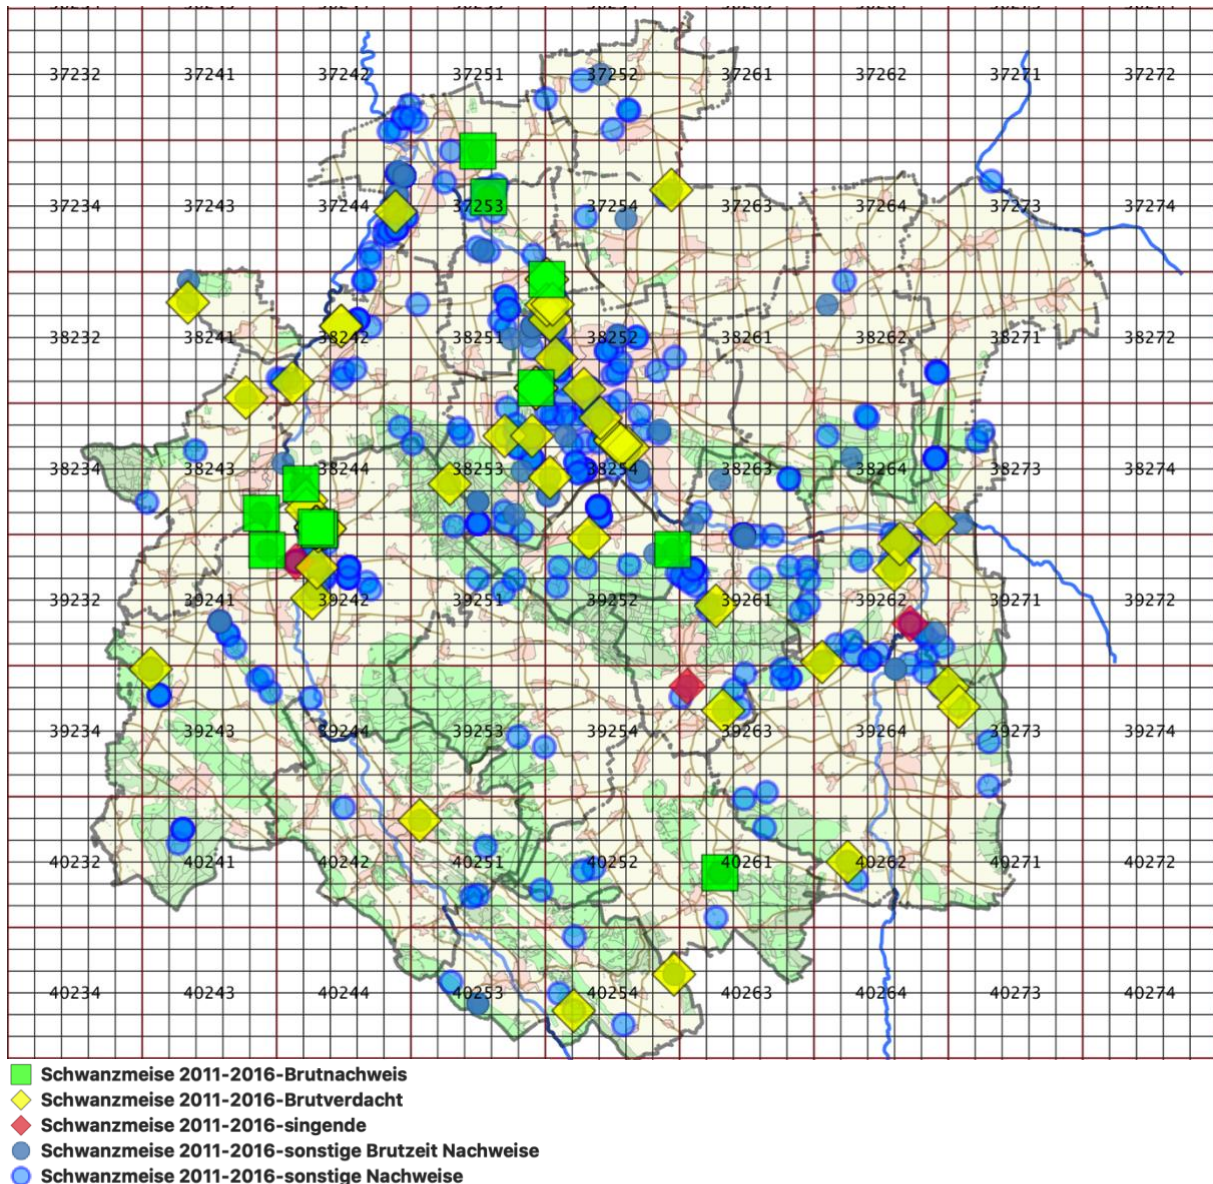 37232 37241 37242 37251 37252 37261 37262 37271 37272
37234 37243 37244 37253 37254 37263 37264 37273 37274
38232 38241 38242 38251 38252 38261 38262 38271 38272
38234 38243 38244 38253 38254 38263 38264 38273 38274
39232 39241 39242 39251 39252 39261 39262 39271 39272
39234 39243 39244 39253 39254 39263 39264 39273 39274
40232 40241 40242 40251 40252 40261 40262 40271 40272
40234 40243 40244 40253 40254 40263 40264 40273 40274
Schwanzmeise 2011-2016-Brutnachweis
Schwanzmeise 2011-2016-Brutverdacht
Schwanzmeise 2011-2016-singende
Schwanzmeise 2011-2016-sonstige Brutzeit Nachweise
Schwanzmeise 2011-2016-sonstige Nachweise